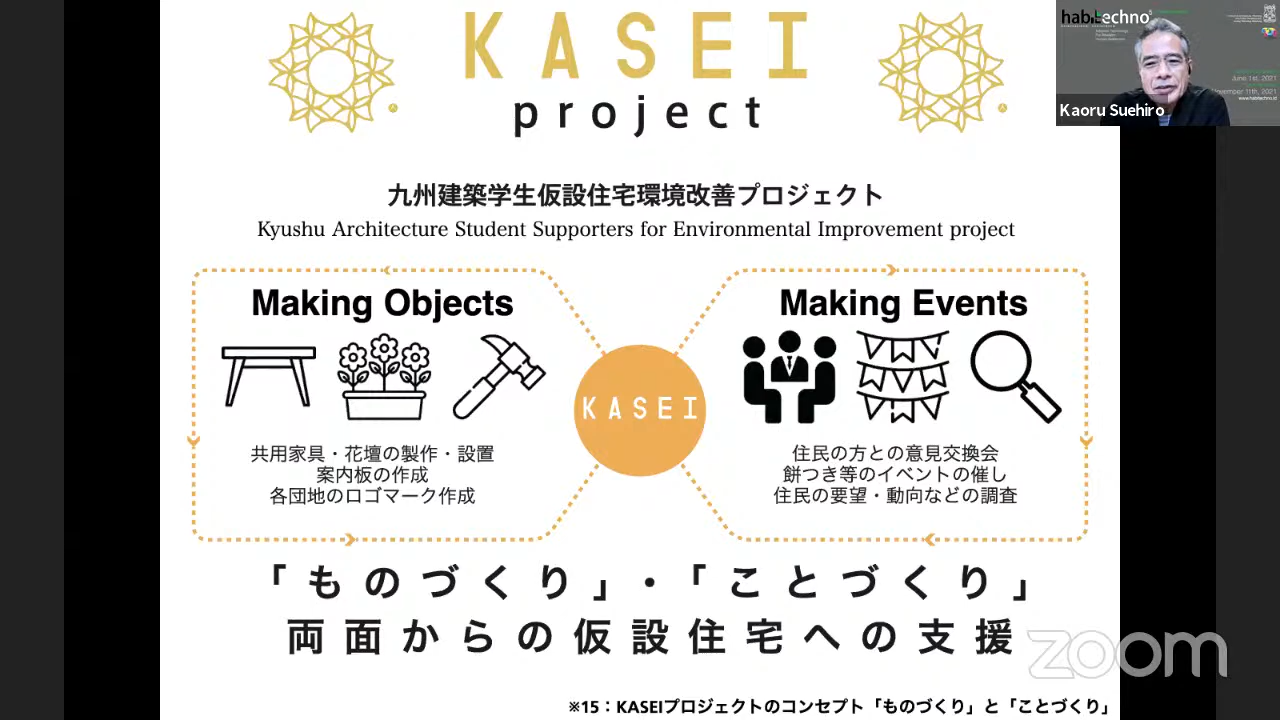 KASEI
project
九州建築学生仮設住宅環境改善プロジェクト
Kyushu Architecture Student Supporters for Environmental Improvement project
Making Objects
共用家具・花壇の製作・設置
案内板の作成
各団地のロゴマーク作成
KASEI
Making Events
住民の方との意見交換会
餅つき等のイベントの催し
住民の要望・動向などの調査
「ものづくり」・「ことづくり」
両面からの仮設住宅への支援
※15：KASEIプロジェクトのコンセプト「ものづくり」と「ことづくり」
habitechno5
June 1st, 2021
November 11th, 2021
www.habitechno.id
Kaoru Suehiro
zoom